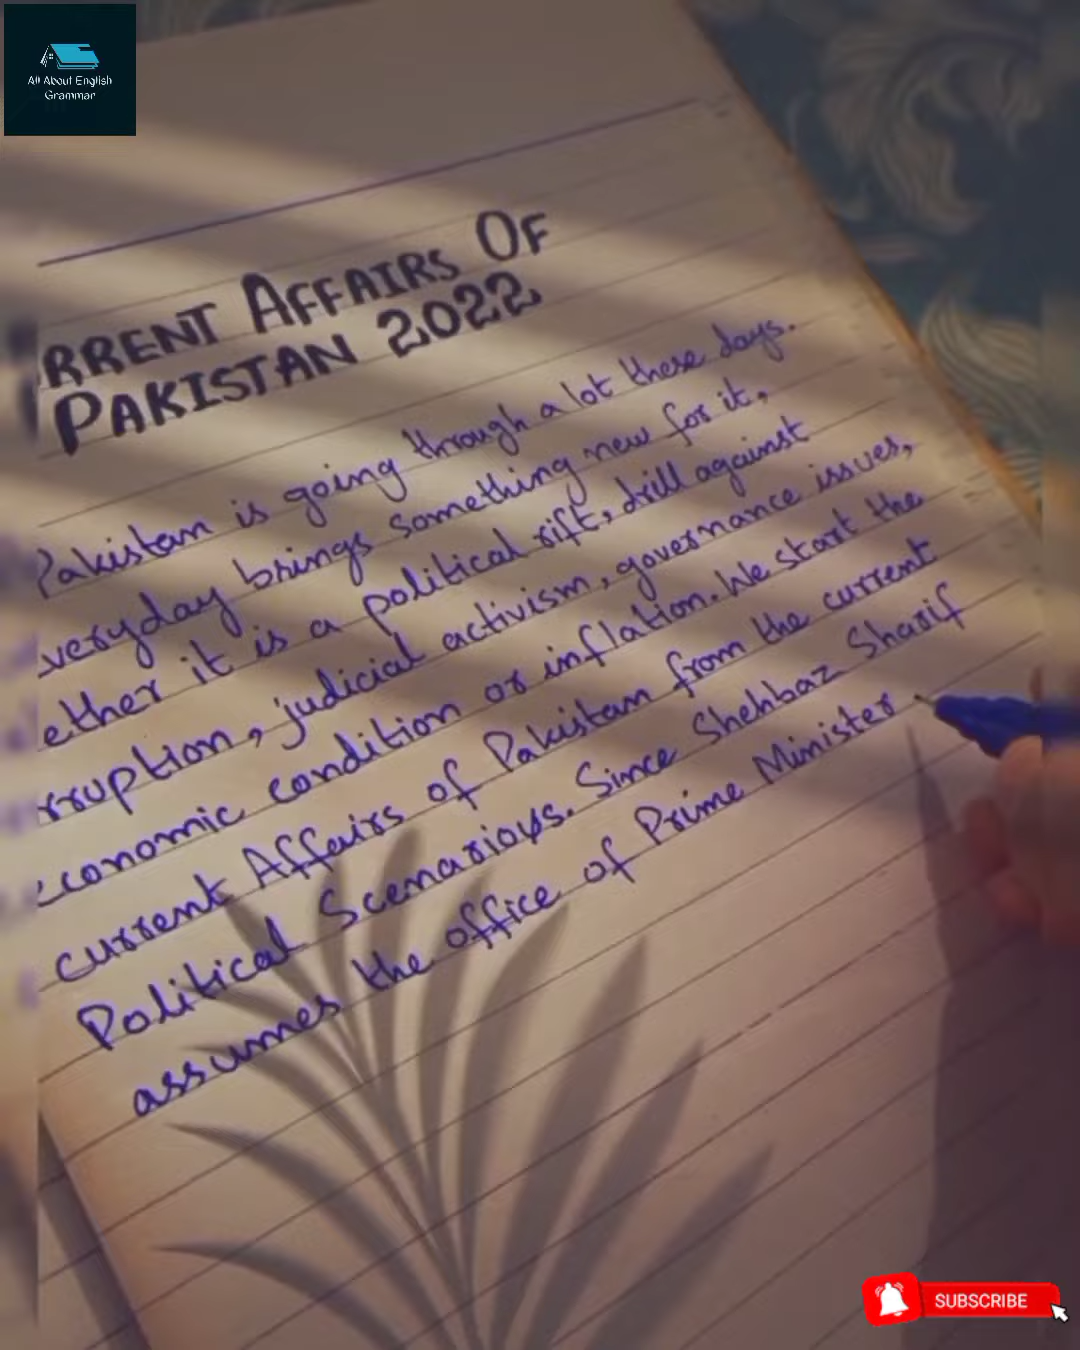 All About English
Grammar
RRENT AFFAIRS OF
PAKISTAN 2022
Pakistan is going through a lot these days.
veryday brings something new for it,
ether it is a political rift, drill against
rruption, judicial activism, governance issues,
economic condition or inflation. We start the
current Affairs of Pakistan from the current
Political Scenarioys. Since Shehbaz Sharif
assumes the office of Prime Minister
SUBSCRIBE